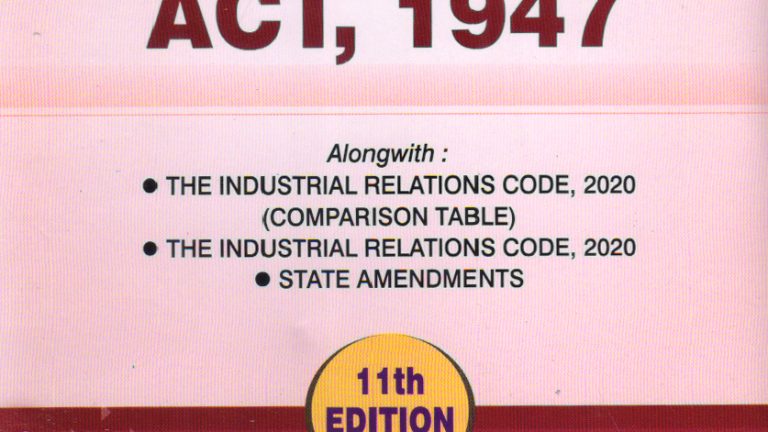 ACT, 1947
Alongwith :
● THE INDUSTRIAL RELATIONS CODE, 2020
(COMPARISON TABLE)
● THE INDUSTRIAL RELATIONS CODE, 2020
● STATE AMENDMENTS
11th
EDITION